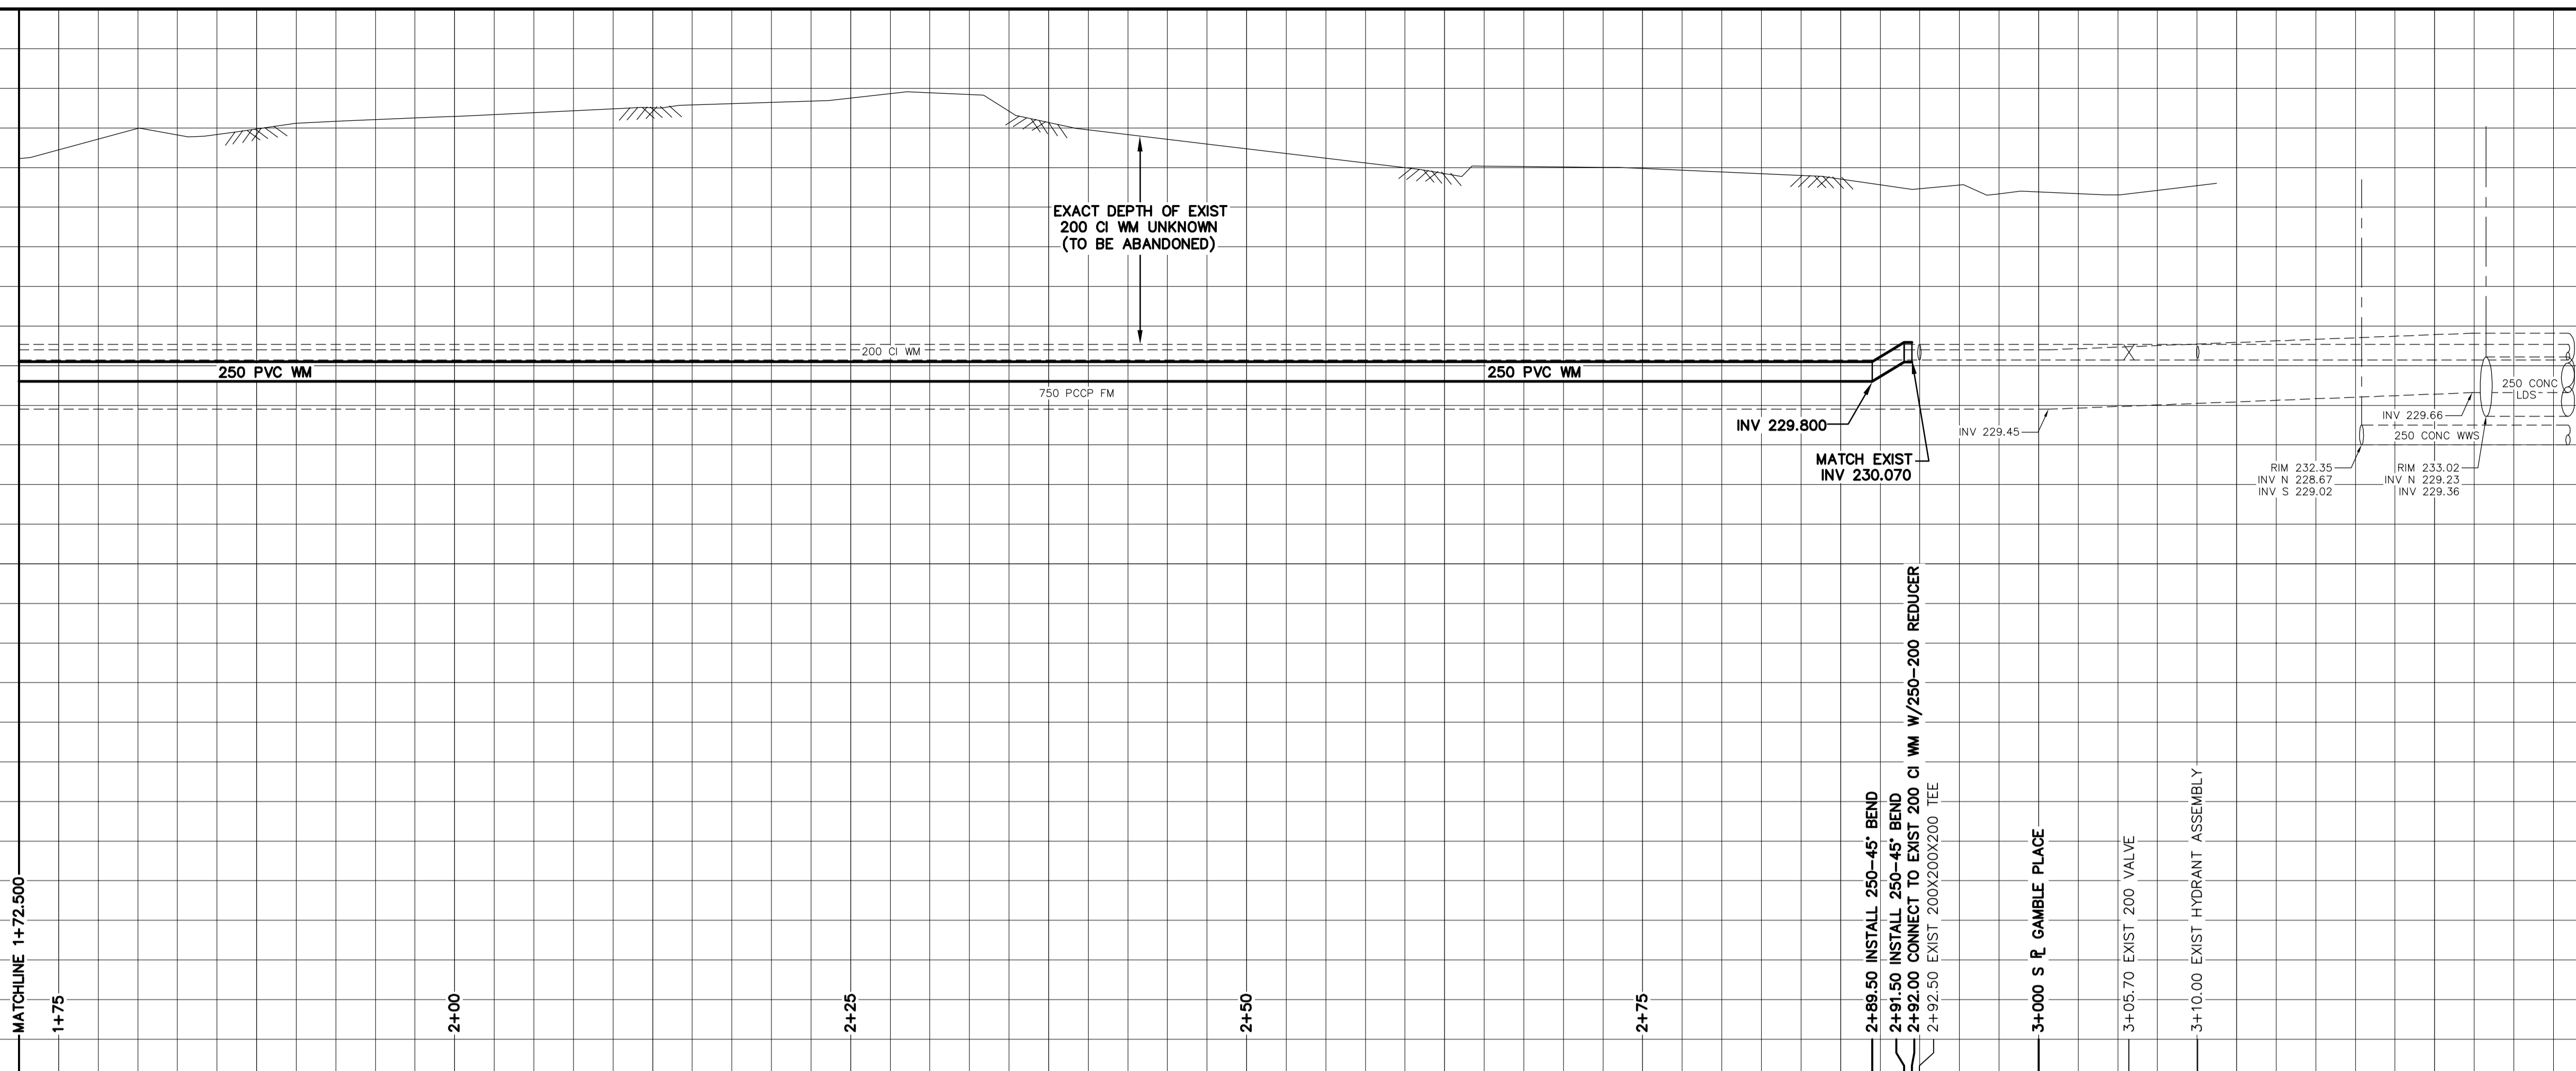 EXACT DEPTH OF EXIST
200 CI WM UNKNOWN
(TO BE ABANDONED)
200 CI WM
250 PVC WM
250 PVC WM
750 PCCP FM
INV 229.800
MATCH EXIST
INV 230.070
INV 229.45
250 CONC
LDS
INV 229.66
250 CONC WWS
RIM 232.35
INV N 228.67
INV S 229.02
RIM 233.02
INV N 229.23
INV 229.36
MATCHLINE 1+72.500
1+75
2+00
2+25
2+50
2+75
2+89.50 INSTALL 250-45° BEND
2+91.50 INSTALL 250-45° BEND
2+92.00 CONNECT TO EXIST 200 CI WM W/250-200 REDUCER
2+92.50 EXIST 200X200X200 TEE
3+000 S ⅊ GAMBLE PLACE
3+05.70 EXIST 200 VALVE
3+10.00 EXIST HYDRANT ASSEMBLY